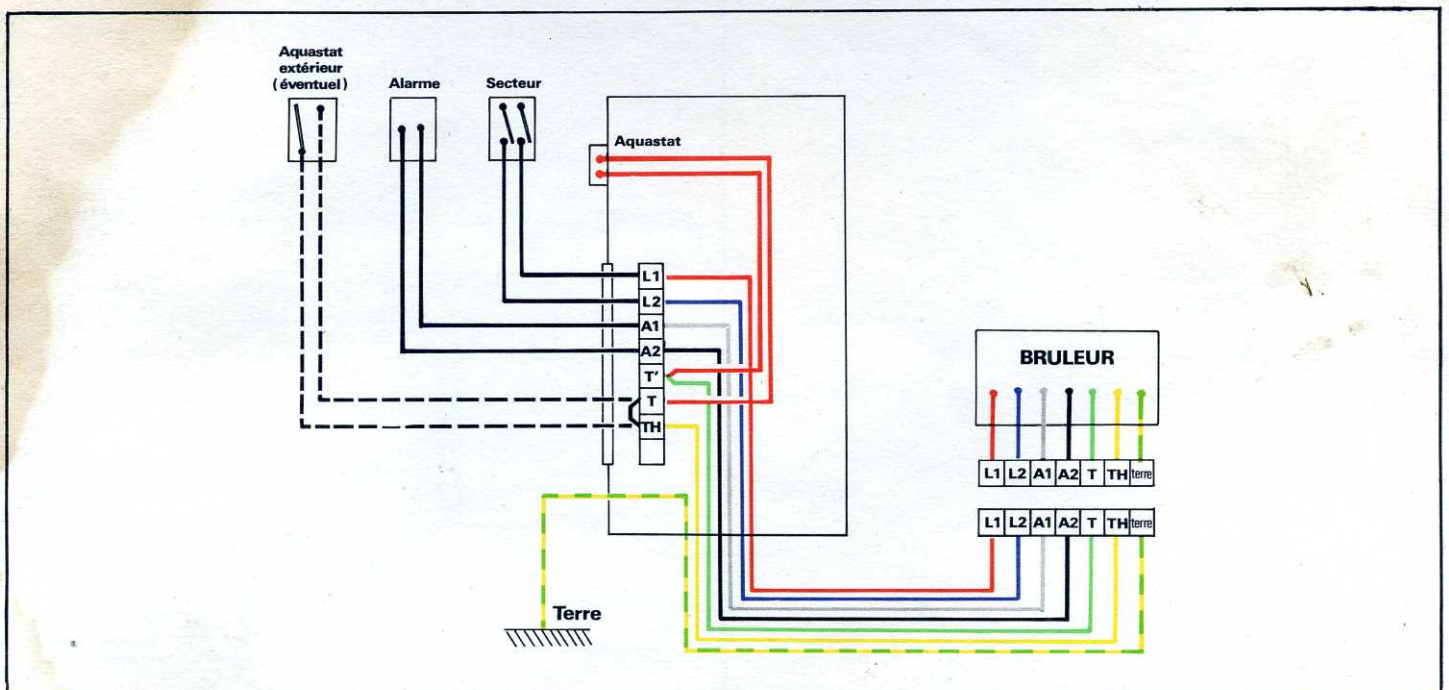 Aquastat
extérieur
(éventuel)
Alarme
Secteur
Aquastat
L1
L2
A1
A2
T'
T
TH
BRULEUR
L1 L2 A1 A2 T TH terre
L1 L2 A1 A2 T TH terre
Terre